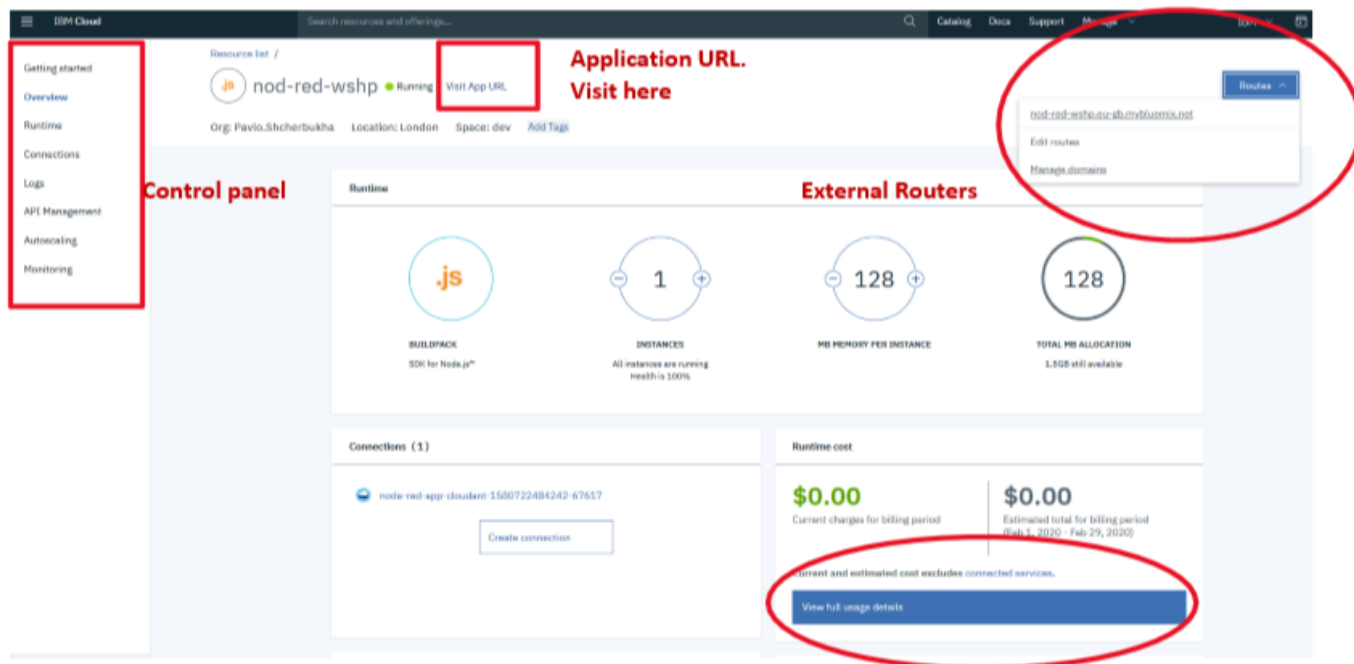 IBM Cloud
Search resources and offerings...
Catalog Docs Support Manage
Getting started
Overview
Runtime
Connections
Logs
API Management
Autoscaling
Monitoring
Control panel
Resource list /
.js nod-red-wshp Running Visit App URL
Application URL.
Visit here
Org: Pavlo.Shcherbukha Location: London Space: dev Add Tags
Routes
nod-red-wshp.eu-gb.mybluemix.net
Edit routes
Manage domains
External Routers
Runtime
.js
BUILDPACK
SDK for Node.js™
1
INSTANCES
All instances are running
Health is 100%
128
MB MEMORY PER INSTANCE
128
TOTAL MB ALLOCATION
1.5GB still available
Connections (1)
node-red-app-cloudant-1580722484242-67617
Create connection
Runtime cost
$0.00
Current charges for billing period
$0.00
Estimated total for billing period
(Feb 1, 2020 - Feb 29, 2020)
Current and estimated cost excludes connected services.
View full usage details